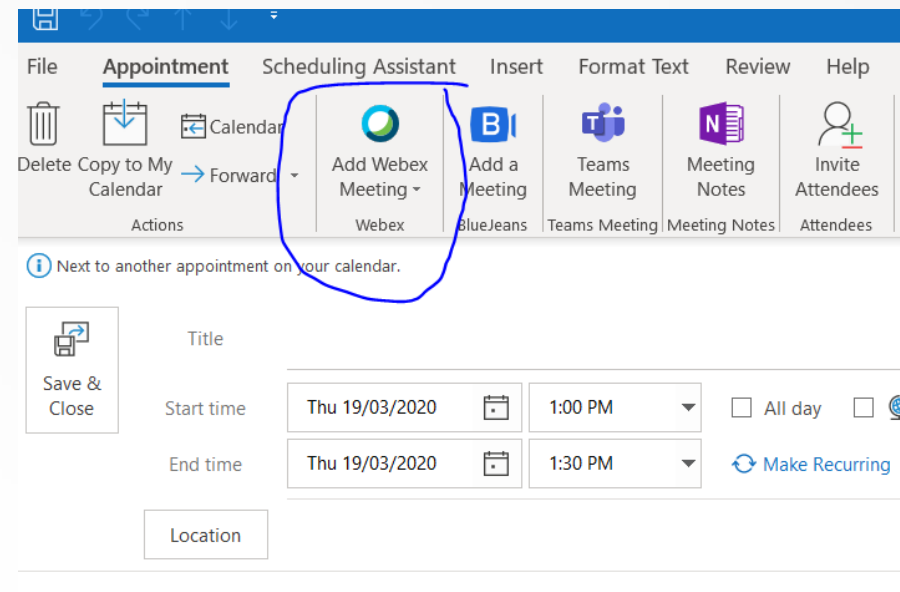 File Appointment Scheduling Assistant Insert Format Text Review Help
Delete
Copy to My
Calendar
Calendar
Forward
Actions
Add Webex
Meeting
Webex
B
Add a
Meeting
BlueJeans
Teams
Meeting
Teams Meeting
N
Meeting
Notes
Meeting Notes
Invite
Attendees
Attendees
Next to another appointment on your calendar.
Save &
Close
Title
Start time Thu 19/03/2020 1:00 PM All day
End time Thu 19/03/2020 1:30 PM Make Recurring
Location